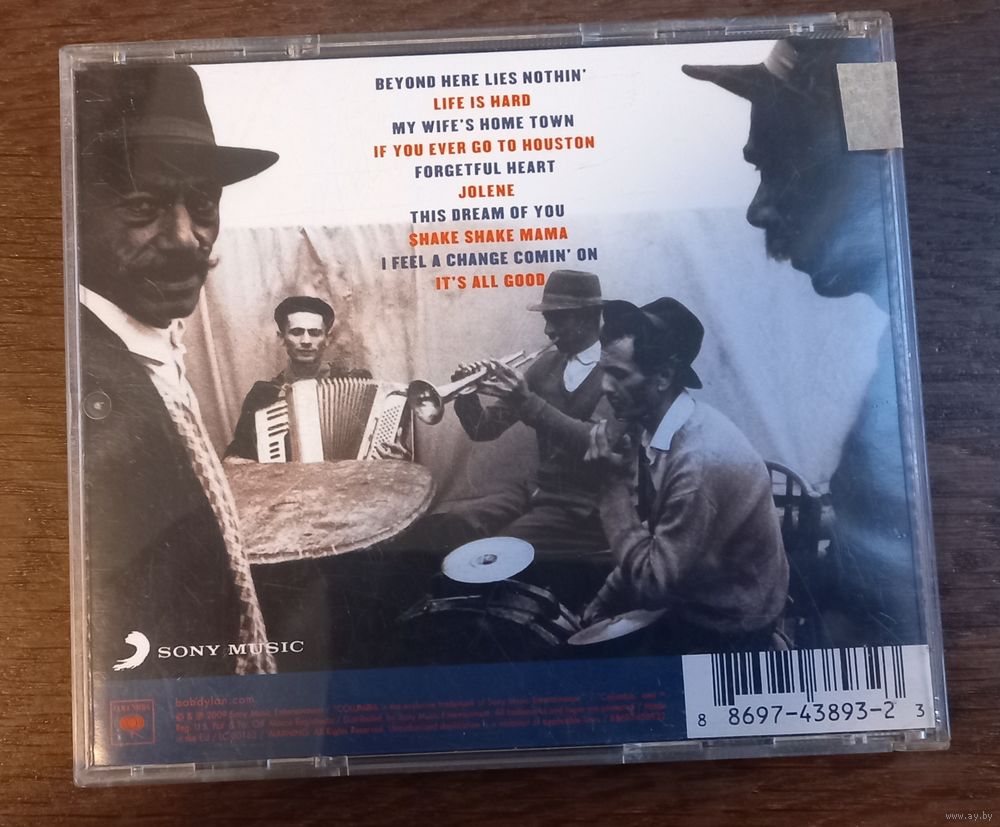 BEYOND HERE LIES NOTHIN'
LIFE IS HARD
MY WIFE'S HOME TOWN
IF YOU EVER GO TO HOUSTON
FORGETFUL HEART
JOLENE
THIS DREAM OF YOU
SHAKE SHAKE MAMA
I FEEL A CHANGE COMIN' ON
IT'S ALL GOOD
SONY MUSIC
COLUMBIA
bobdylan.com
8 8697-43893-2 3
www.ay.by